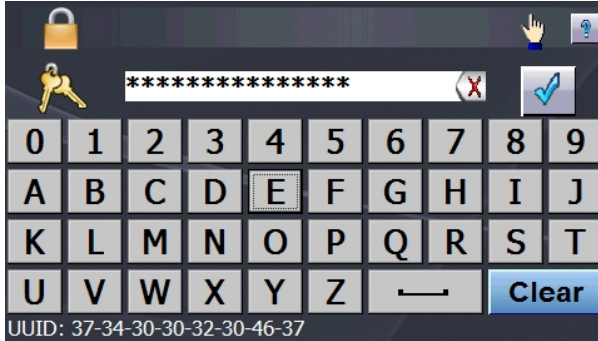 ***************
0 1 2 3 4 5 6 7 8 9
A B C D E F G H I J
K L M N O P Q R S T
U V W X Y Z Clear
UUID: 37-34-30-30-32-30-46-37